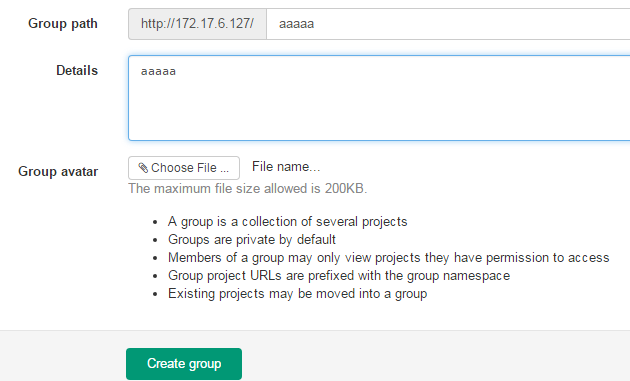 Group path http://172.17.6.127/ aaaaa
Details aaaaa
Group avatar Choose File ... File name...
The maximum file size allowed is 200KB.
• A group is a collection of several projects
• Groups are private by default
• Members of a group may only view projects they have permission to access
• Group project URLs are prefixed with the group namespace
• Existing projects may be moved into a group
Create group